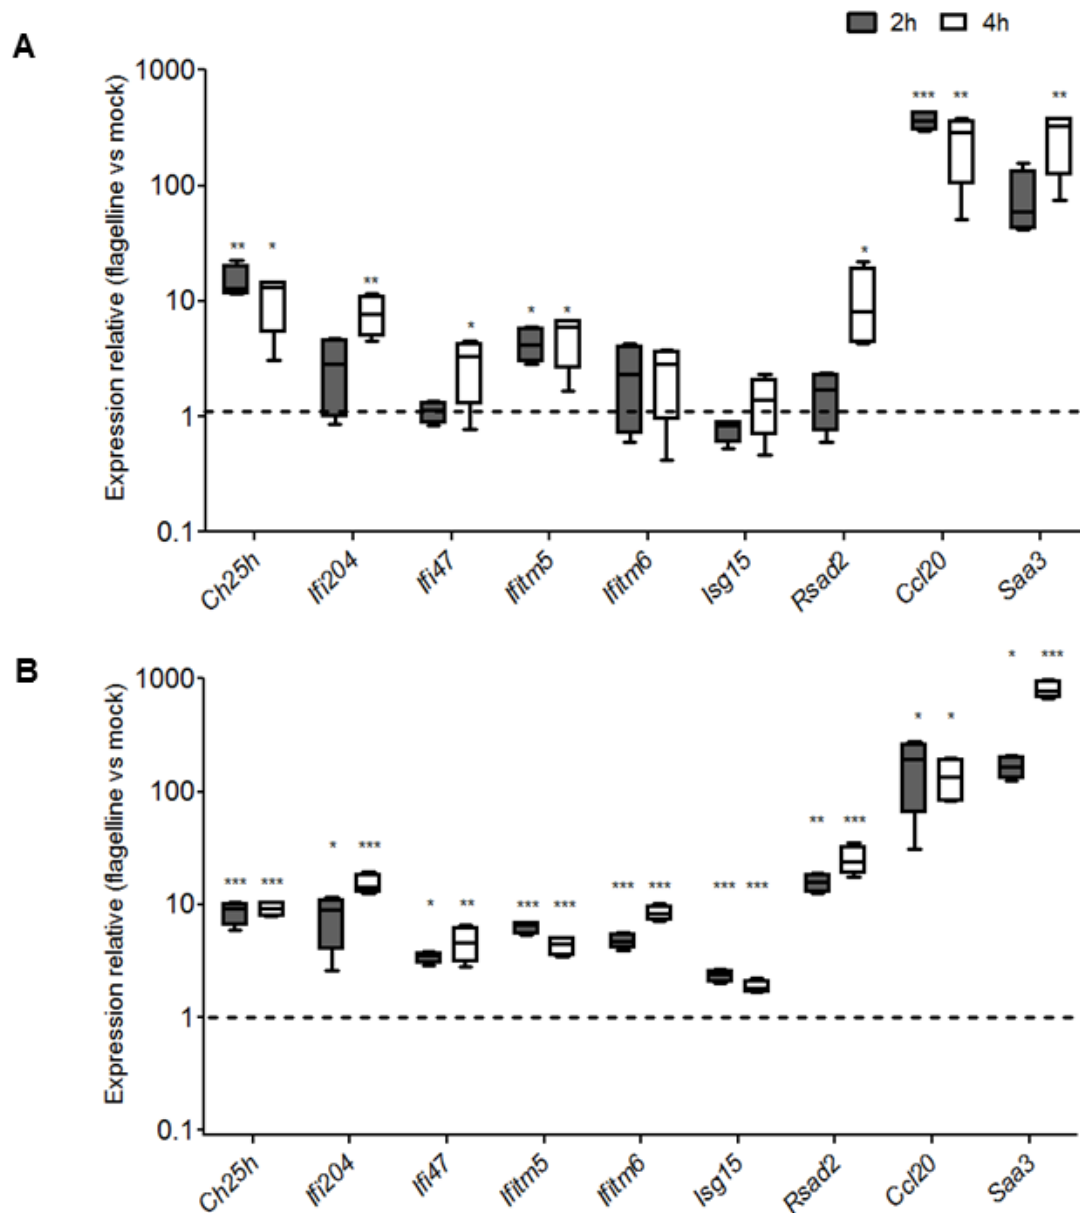 2h 4h
A
Expression relative (flagelline vs mock)
1000
*** ** **
100
** * ** *
10
* * *
1
0.1
Ch25h Ifi204 Ifi47 Ifitm5 Ifitm6 Isg15 Rsad2 Ccl20 Saa3
B
Expression relative (flagelline vs mock)
* ***
1000
* *
100
** ***
* ***
*** *** *** *** *** ***
10
* ** *** ***
1
0.1
Ch25h Ifi204 Ifi47 Ifitm5 Ifitm6 Isg15 Rsad2 Ccl20 Saa3